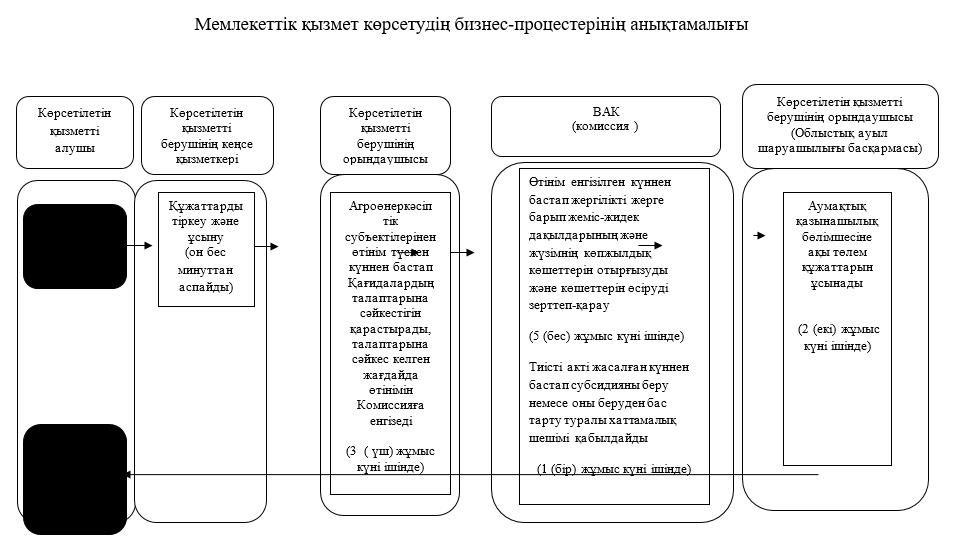 Мемлекеттік қызмет көрсетудің бизнес-процестерінің анықтамалығы
Көрсетілетін
қызметті
алушы
Көрсетілетін
қызметті
берушінің кеңсе
қызметкері
Көрсетілетін
қызметті
берушінің
орындаушысы
ВАК
(комиссия )
Көрсетілетін қызметті
берушінің орындаушысы
(Облыстық ауыл
шаруашылығы басқармасы)
Құжаттарды
тіркеу және
ұсыну
(он бес
минуттан
аспайды)
Агроөнеркәсіп
тік
субъектілерінен
өтінім түскен
күннен бастап
Қағидалардың
талаптарына
сәйкестігін
қарастырады,
талаптарына
сәйкес келген
жағдайда
өтінімін
Комиссияға
енгізеді
(3 ( үш) жұмыс
күні ішінде)
Өтінім енгізілген күннен
бастап жергілікті жерге
барып жеміс-жидек
дақылдарының және
жүзімнің көпжылдық
көшеттерін отырғызуды
және көшеттерін өсіруді
зерттеп-қарау
(5 (бес) жұмыс күні ішінде)
Тиісті акті жасалған күннен
бастап субсидияны беру
немесе оны беруден бас
тарту туралы хаттамалық
шешімі қабылдайды
(1 (бір) жұмыс күні ішінде)
Аумақтық
қазынашылық
бөлімшесіне
ақы төлем
құжаттарын
ұсынады
(2 (екі) жұмыс
күні ішінде)